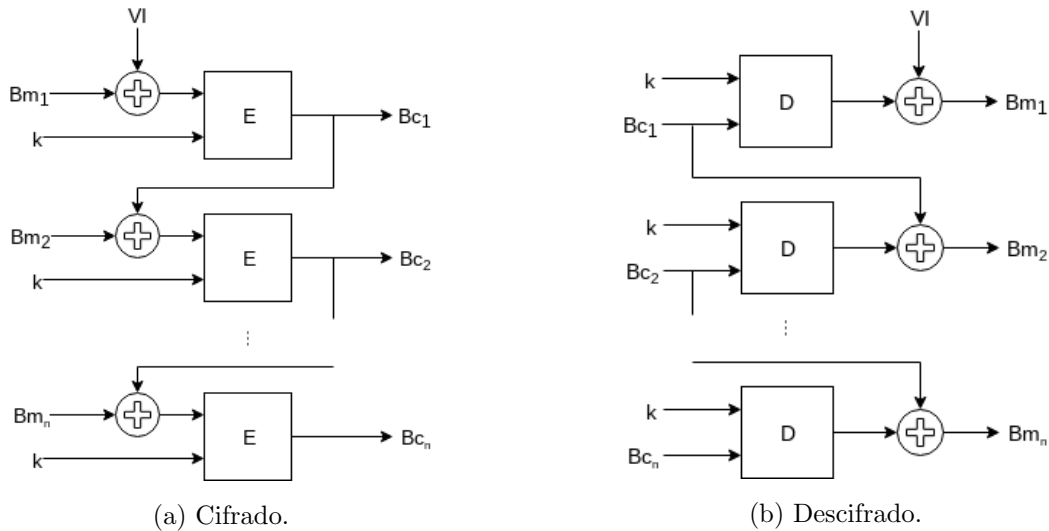 VI
Bm1
E
Bc1
k
Bm2
E
Bc2
k
Bmn
E
Bcn
k
(a) Cifrado.
VI
k
D
Bm1
Bc1
k
D
Bm2
Bc2
k
D
Bmn
Bcn
(b) Descifrado.